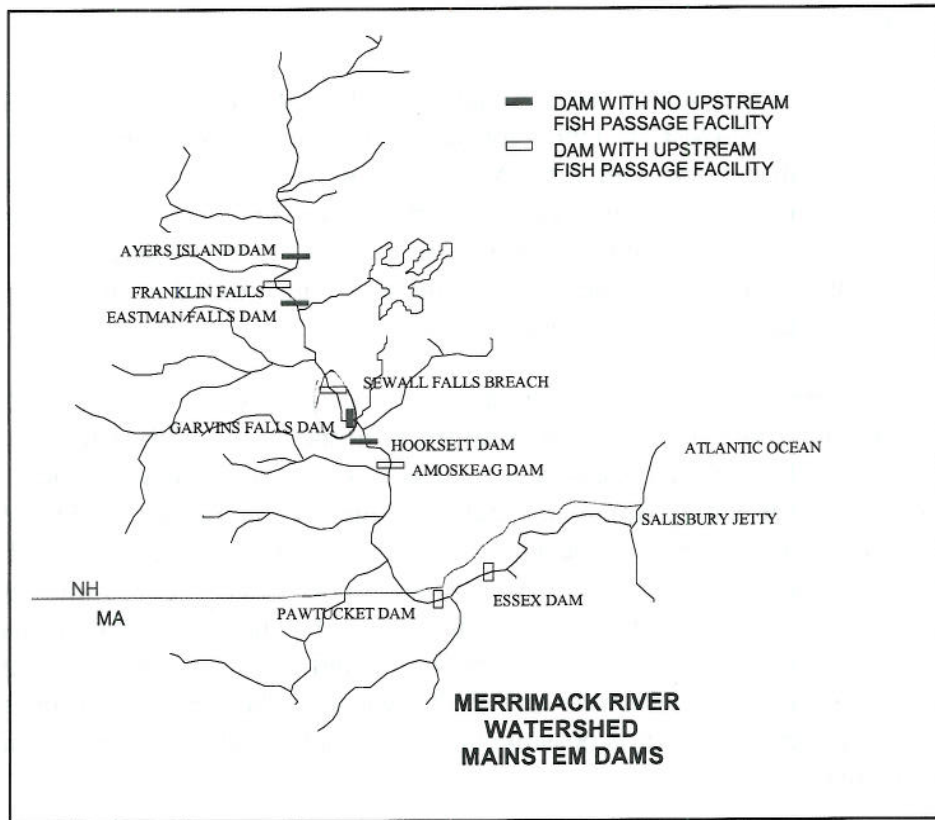 DAM WITH NO UPSTREAM
FISH PASSAGE FACILITY
DAM WITH UPSTREAM
FISH PASSAGE FACILITY
AYERS ISLAND DAM
FRANKLIN FALLS
EASTMAN FALLS DAM
SEWALL FALLS BREACH
GARVINS FALLS DAM
HOOKSETT DAM
AMOSKEAG DAM
ATLANTIC OCEAN
SALISBURY JETTY
NH
MA
ESSEX DAM
PAWTUCKET DAM
MERRIMACK RIVER
WATERSHED
MAINSTEM DAMS